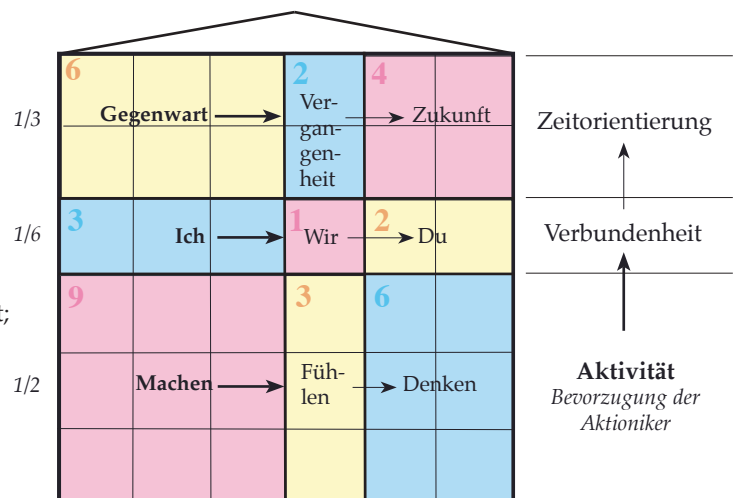 6
2
4
1/3
Gegenwart
Ver-
gan-
gen-
heit
Zukunft
Zeitorientierung
3
1
2
1/6
Ich
Wir
Du
Verbundenheit
9
3
6
t;
1/2
Machen
Füh-
len
Denken
Aktivität
Bevorzugung der
Aktioniker